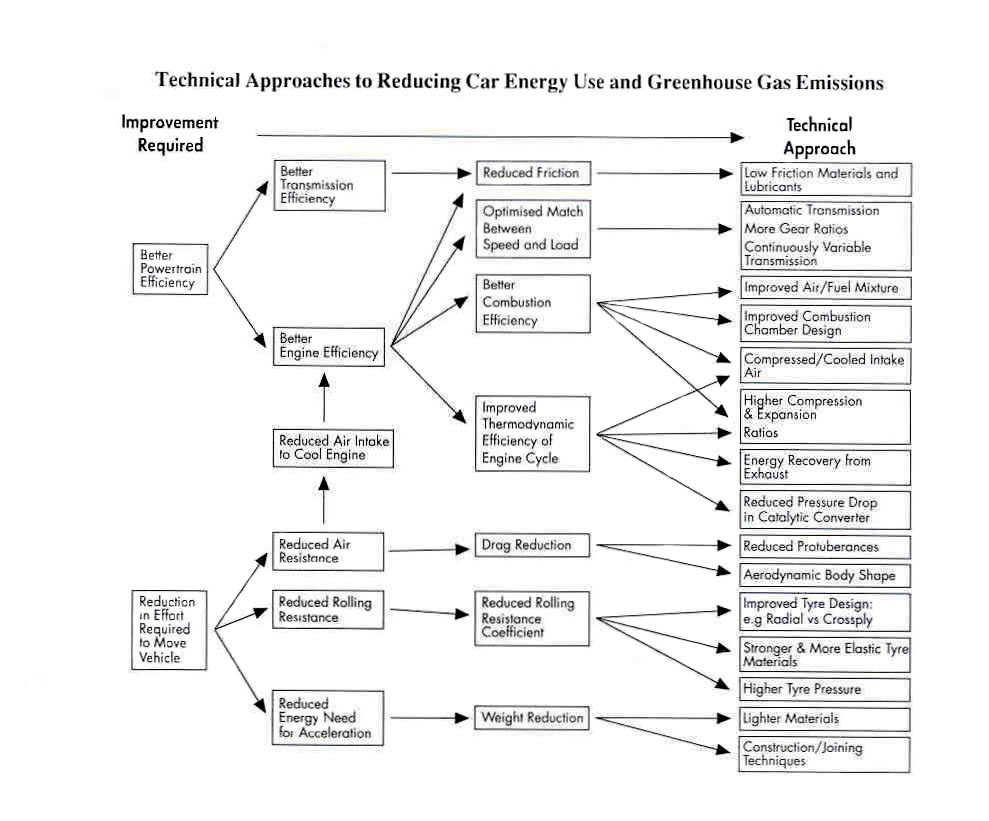 Technical Approaches to Reducing Car Energy Use and Greenhouse Gas Emissions
Improvement
Required
Technical
Approach
Better
Transmission
Efficiency
Reduced Friction
Low Friction Materials and
Lubricants
Better
Powertrain
Efficiency
Optimised Match
Between
Speed and Load
Automatic Transmission
More Gear Ratios
Continuously Variable
Transmission
Better
Engine Efficiency
Better
Combustion
Efficiency
Improved Air/Fuel Mixture
Improved Combustion
Chamber Design
Compressed/Cooled Intake
Air
Reduced Air Intake
to Cool Engine
Improved
Thermodynamic
Efficiency of
Engine Cycle
Higher Compression
& Expansion
Ratios
Energy Recovery from
Exhaust
Reduced Pressure Drop
in Catalytic Converter
Reduced Air
Resistance
Drag Reduction
Reduced Protuberances
Aerodynamic Body Shape
Reduction
in Effort
Required
to Move
Vehicle
Reduced Rolling
Resistance
Reduced Rolling
Resistance
Coefficient
Improved Tyre Design:
e.g Radial vs Crossply
Stronger & More Elastic Tyre
Materials
Higher Tyre Pressure
Reduced
Energy Need
for Acceleration
Weight Reduction
Lighter Materials
Construction/Joining
Techniques